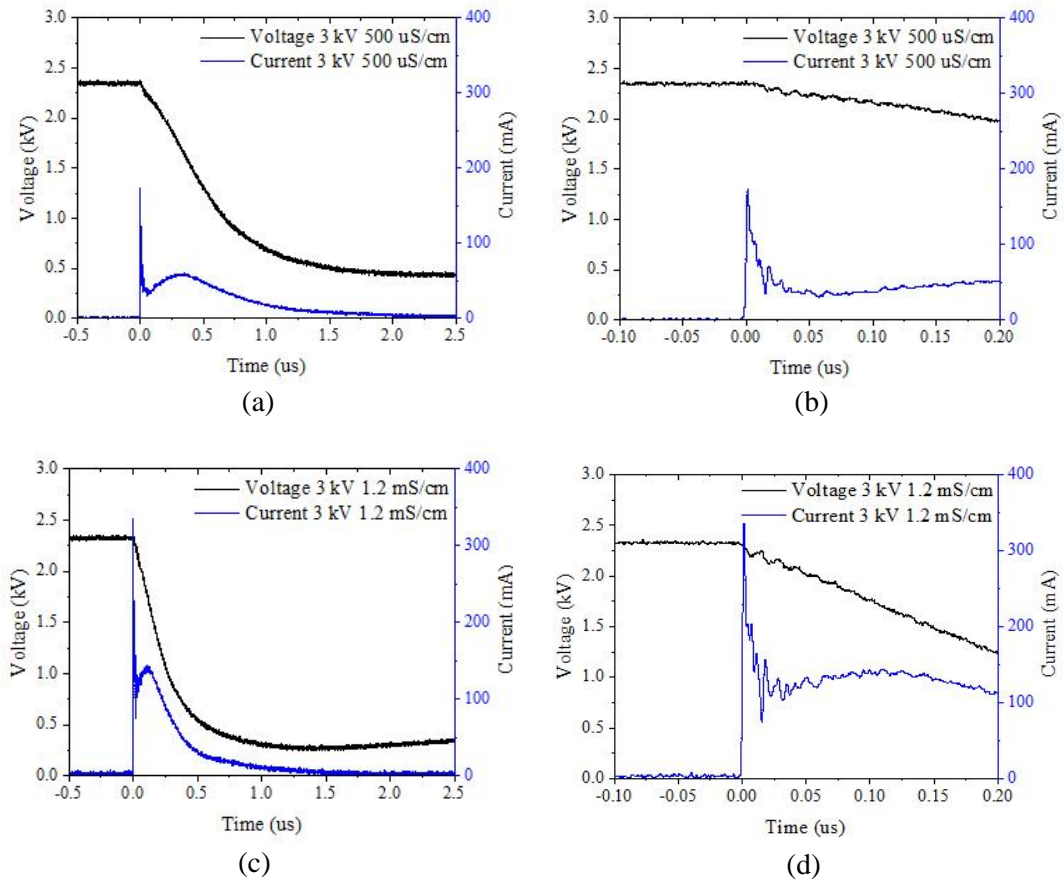 3.0
2.5
2.0
1.5
1.0
0.5
0.0
Voltage (kV)
Voltage 3 kV 500 uS/cm
Current 3 kV 500 uS/cm
400
300
200
100
0
Current (mA)
-0.5 0.0 0.5 1.0 1.5 2.0 2.5
Time (us)
(a)
3.0
2.5
2.0
1.5
1.0
0.5
0.0
Voltage (kV)
Voltage 3 kV 500 uS/cm
Current 3 kV 500 uS/cm
400
300
200
100
0
Current (mA)
-0.10 -0.05 0.00 0.05 0.10 0.15 0.20
Time (us)
(b)
3.0
2.5
2.0
1.5
1.0
0.5
0.0
Voltage (kV)
Voltage 3 kV 1.2 mS/cm
Current 3 kV 1.2 mS/cm
400
300
200
100
0
Current (mA)
-0.5 0.0 0.5 1.0 1.5 2.0 2.5
Time (us)
(c)
3.0
2.5
2.0
1.5
1.0
0.5
0.0
Voltage (kV)
Voltage 3 kV 1.2 mS/cm
Current 3 kV 1.2 mS/cm
400
300
200
100
0
Current (mA)
-0.10 -0.05 0.00 0.05 0.10 0.15 0.20
Time (us)
(d)